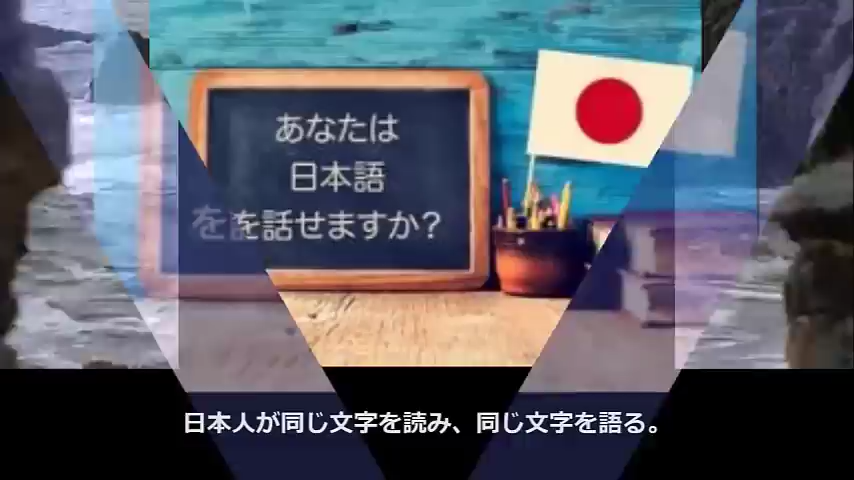 あなたは
日本語
を話せますか?
日本人が同じ文字を読み、同じ文字を語る。